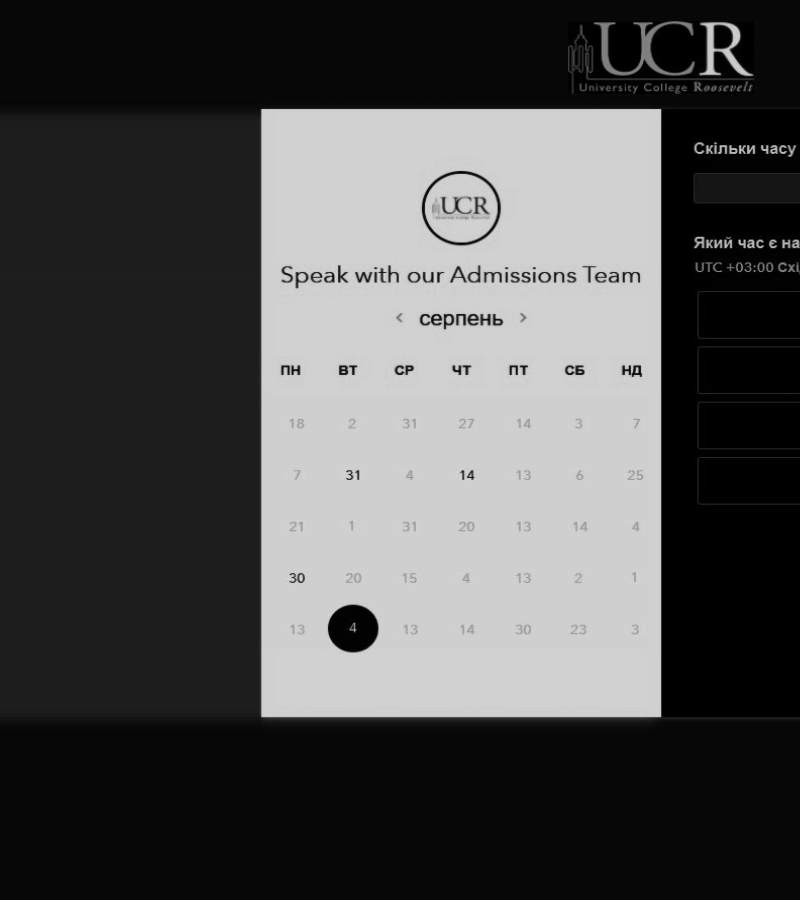 UCR
University College Roosevelt
UCR
Speak with our Admissions Team
< серпень >
ПН ВТ СР ЧТ ПТ СБ НД
18 2 31 27 14 3 7
7 31 4 14 13 6 25
21 1 31 20 13 14 4
30 20 15 4 13 2 1
13 4 13 14 30 23 3
Скільки часу
Який час є
UTC +03:00